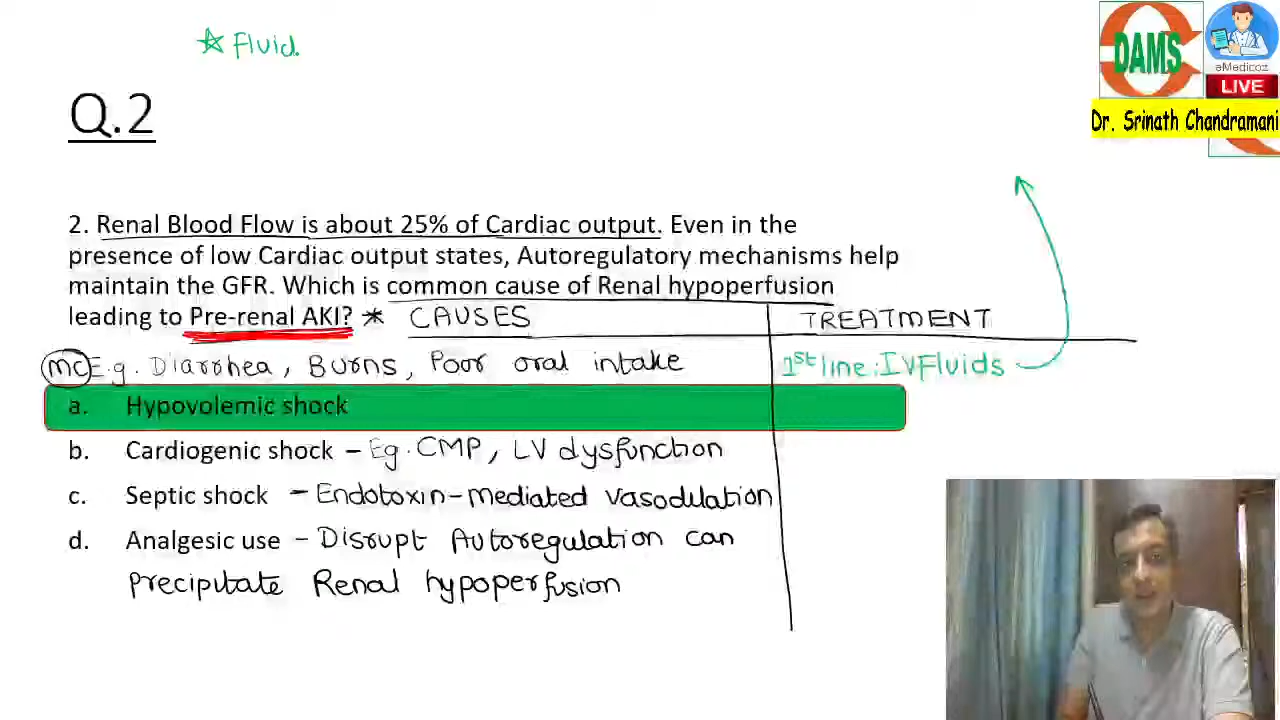 ☆ Fluid.
DAMS
eMedicoz
LIVE
Dr. Srinath Chandramani
Q.2
2. Renal Blood Flow is about 25% of Cardiac output. Even in the
presence of low Cardiac output states, Autoregulatory mechanisms help
maintain the GFR. Which is common cause of Renal hypoperfusion
leading to Pre-renal AKI? * CAUSES TREATMENT
mc E.g. Diarrhea, Burns, Poor oral intake 1st line: IV Fluids
a. Hypovolemic shock
b. Cardiogenic shock – Eg. CMP, LV dysfunction
c. Septic shock – Endotoxin-mediated vasodilation
d. Analgesic use – Disrupt Autoregulation can
precipitate Renal hypoperfusion